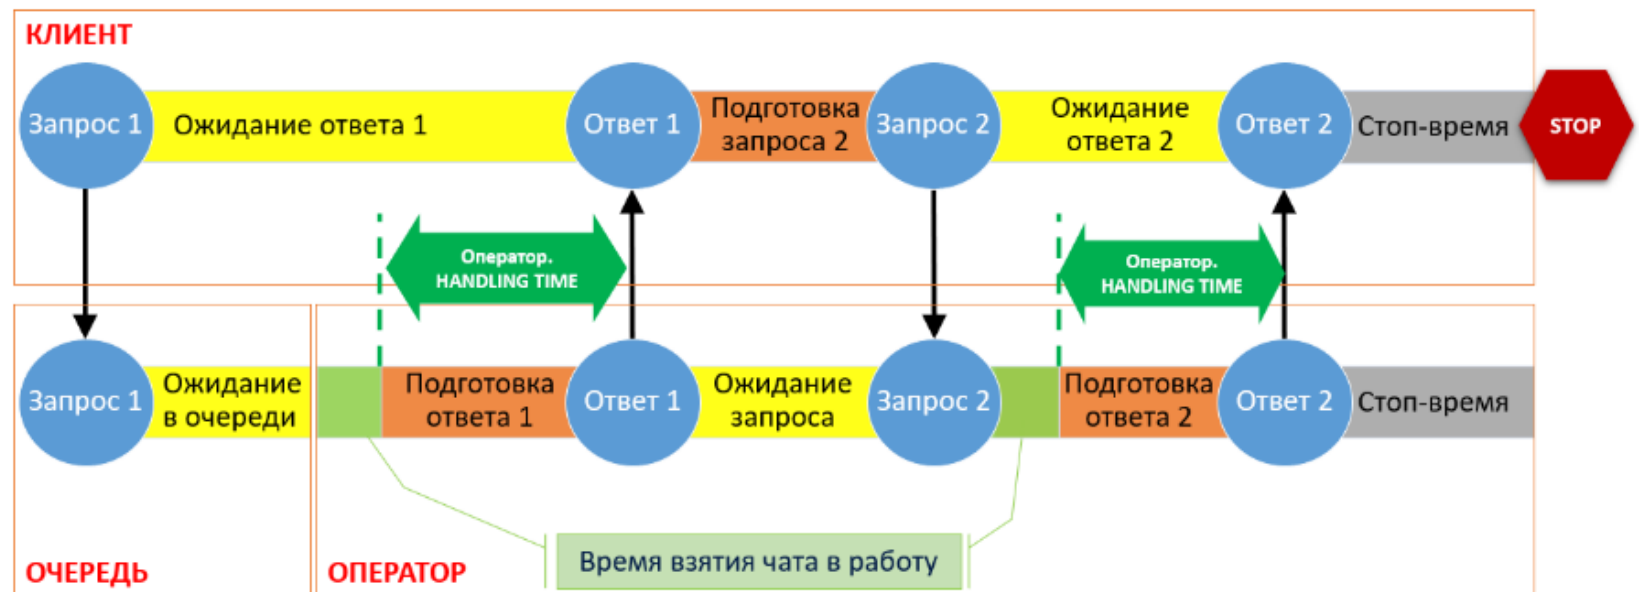 КЛИЕНТ
Запрос 1
Ожидание ответа 1
Ответ 1
Подготовка
запроса 2
Запрос 2
Ожидание
ответа 2
Ответ 2
Стоп-время
STOP
Оператор.
HANDLING TIME
Оператор.
HANDLING TIME
Запрос 1
Ожидание
в очереди
Подготовка
ответа 1
Ответ 1
Ожидание
запроса
Запрос 2
Подготовка
ответа 2
Ответ 2
Стоп-время
Время взятия чата в работу
ОЧЕРЕДЬ
ОПЕРАТОР